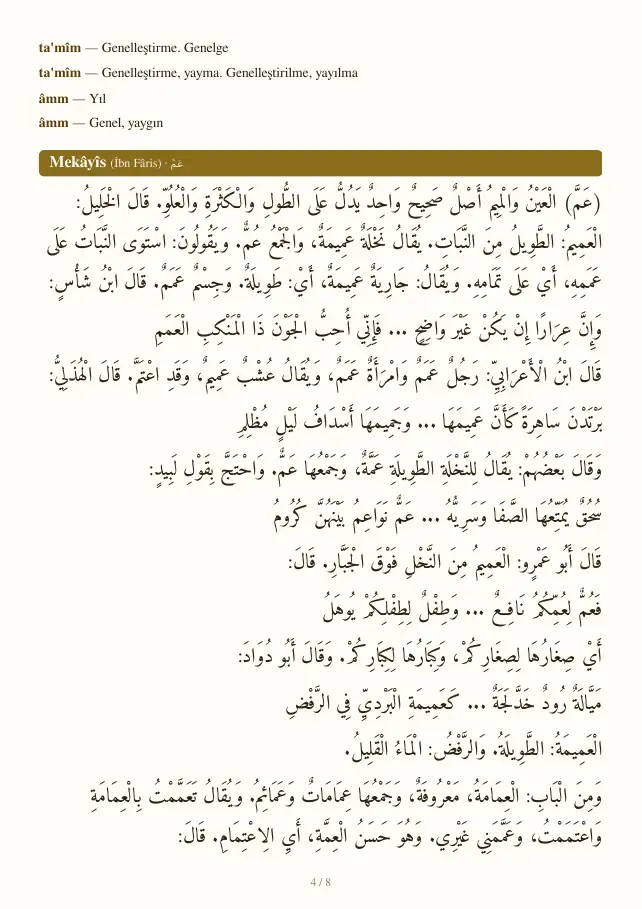 ta'mîm — Genelleştirme. Genelge
ta'mîm — Genelleştirme, yayma. Genelleştirilme, yayılma
âmm — Yıl
âmm — Genel, yaygın
Mekâyîs (İbn Fâris) · عَمَّ
(عَمَّ) الْعَيْنُ وَالْمِيمُ أَصْلٌ صَحِيحٌ وَاحِدٌ يَدُلُّ عَلَى الطُّولِ وَالْكَثْرَةِ وَالْعُلُوِّ. قَالَ الْخَلِيلُ:
الْعَمِيمُ: الطَّوِيلُ مِنَ النَّبَاتِ. يُقَالُ نَخْلَةٌ عَمِيمَةٌ، وَالْجَمْعُ عُمٌّ. وَيَقُولُونَ: اسْتَوَى النَّبَاتُ عَلَى
عَمَمِهِ، أَيْ عَلَى تَمَامِهِ. وَيُقَالُ: جَارِيَةٌ عَمِيمَةٌ، أَيْ: طَوِيلَةٌ. وَجِسْمٌ عَمَمٌ. قَالَ ابْنُ شَأْسٍ:
وَإِنَّ عِرَارًا إِنْ يَكُنْ غَيْرَ وَاضِحٍ ... فَإِنِّي أُحِبُّ الْجَوْنَ ذَا الْمَنْكِبِ الْعَمَمِ
قَالَ ابْنُ الْأَعْرَابِيِّ: رَجُلٌ عَمَمٌ وَامْرَأَةٌ عَمَمٌ، وَيُقَالُ عُشْبٌ عَمِيمٌ، وَقَدِ اعْتَمَّ. قَالَ الْهُذَلِيُّ:
يَرْتَدْنَ سَاهِرَةً كَأَنَّ عَمِيمَهَا ... وَجَمِيمَهَا أَسْدَافُ لَيْلٍ مُظْلِمِ
وَقَالَ بَعْضُهُمْ: يُقَالُ لِلنَّخْلَةِ الطَّوِيلَةِ عَمَّةٌ، وَجَمْعُهَا عَمٌّ. وَاحْتَجَّ بِقَوْلِ لَبِيدٍ:
سُحُقٌ يُمَتِّعُهَا الصَّفَا وَسَرِيُّهُ ... عَمٌّ نَوَاعِمُ بَيْنَهُنَّ كُرُومُ
قَالَ أَبُو عَمْرٍو: الْعَمِيمُ مِنَ النَّخْلِ فَوْقَ الْجَبَّارِ. قَالَ:
فَعُمٌّ لِعُمِّكُمُ نَافِعٌ ... وَطِفْلٌ لِطِفْلِكُمُ يُوهَلُ
أَيْ صِغَارُهَا لِصِغَارِكُمْ، وَكِبَارُهَا لِكِبَارِكُمْ. وَقَالَ أَبُو دُوَادَ:
مَيَّالَةٌ رُودٌ خَدَلَّجَةٌ ... كَعَمِيمَةِ الْبَرْدِيِّ فِي الرَّفْضِ
الْعَمِيمَةُ: الطَّوِيلَةُ. وَالرَّفْضُ: الْمَاءُ الْقَلِيلُ.
وَمِنَ الْبَابِ: الْعِمَامَةُ، مَعْرُوفَةٌ، وَجَمْعُهَا عِمَامَاتٌ وَعَمَائِمُ. وَيُقَالُ تَعَمَّمْتُ بِالْعِمَامَةِ
وَاعْتَمَمْتُ، وَعَمَّمَنِي غَيْرِي. وَهُوَ حَسَنُ الْعِمَّةِ، أَيِ الِاعْتِمَامِ. قَالَ:
4 / 8